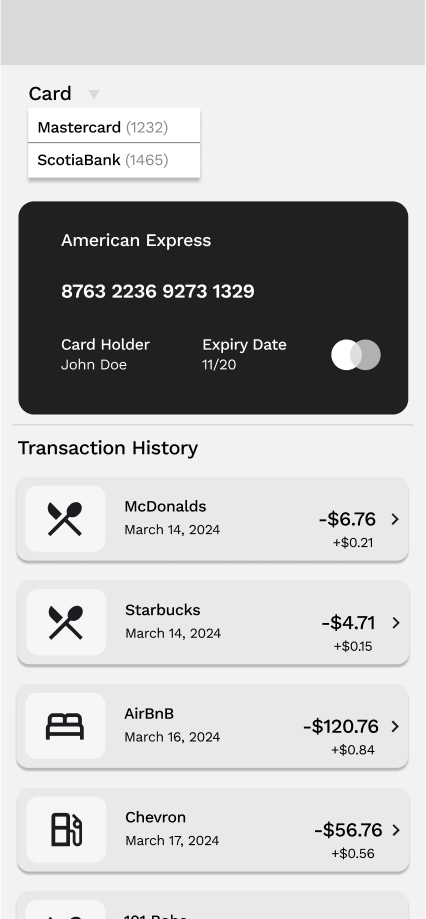 Card
Mastercard (1232)
ScotiaBank (1465)
American Express
8763 2236 9273 1329
Card Holder
John Doe
Expiry Date
11/20
Transaction History
McDonalds
March 14, 2024
-$6.76
+$0.21
Starbucks
March 14, 2024
-$4.71
+$0.15
AirBnB
March 16, 2024
-$120.76
+$0.84
Chevron
March 17, 2024
-$56.76
+$0.56